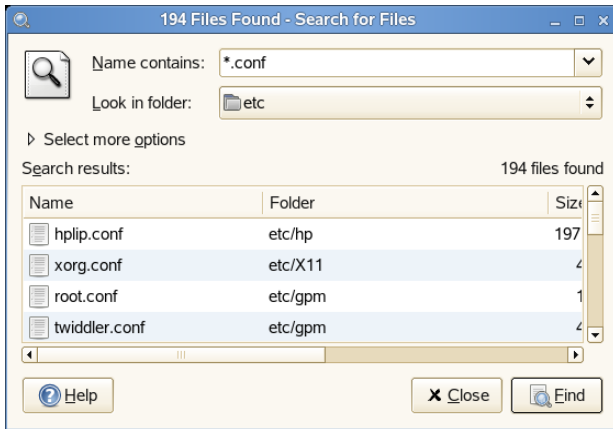 194 Files Found - Search for Files
Name contains: *.conf
Look in folder: etc
Select more options
Search results: 194 files found
Name Folder Size
hplip.conf etc/hp 197
xorg.conf etc/X11 4
root.conf etc/gpm 1
twiddler.conf etc/gpm 4
Help Close Find